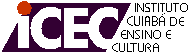 iCEC
INSTITUTO
CUIABÁ DE
ENSINO E
CULTURA